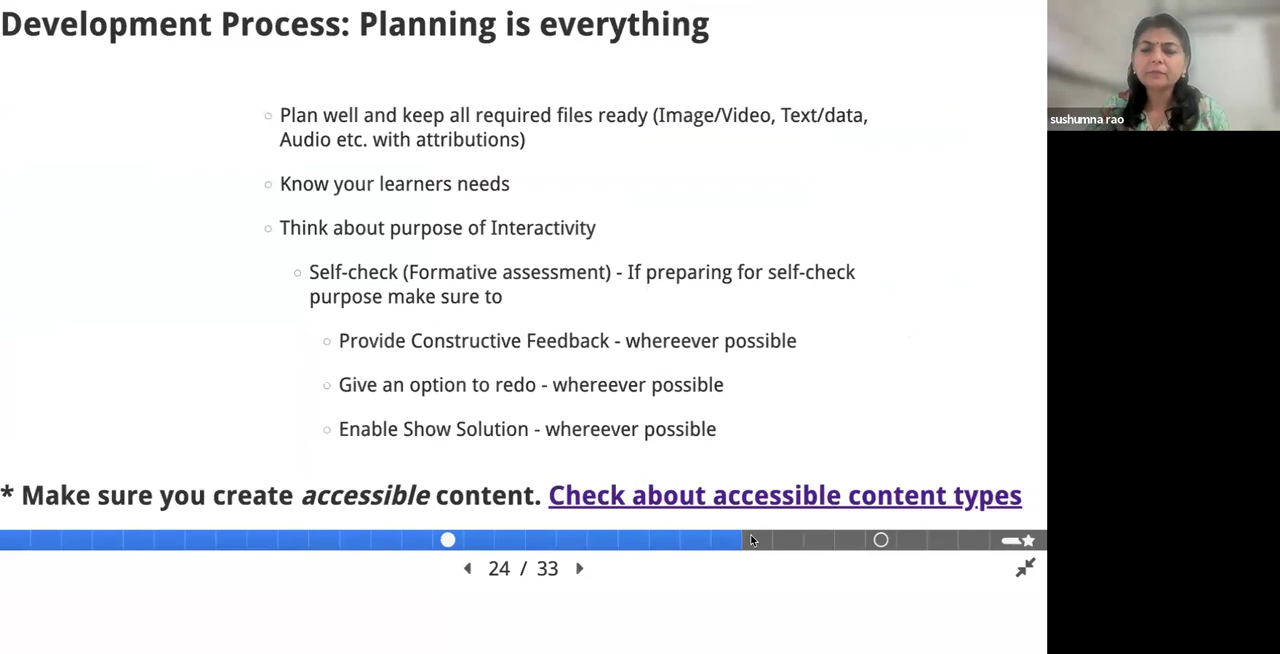 Development Process: Planning is everything
Plan well and keep all required files ready (Image/Video, Text/data,
Audio etc. with attributions)
Know your learners needs
Think about purpose of Interactivity
Self-check (Formative assessment) - If preparing for self-check
purpose make sure to
Provide Constructive Feedback - whereever possible
Give an option to redo - whereever possible
Enable Show Solution - whereever possible
* Make sure you create accessible content. Check about accessible content types
24 / 33
sushumna rao